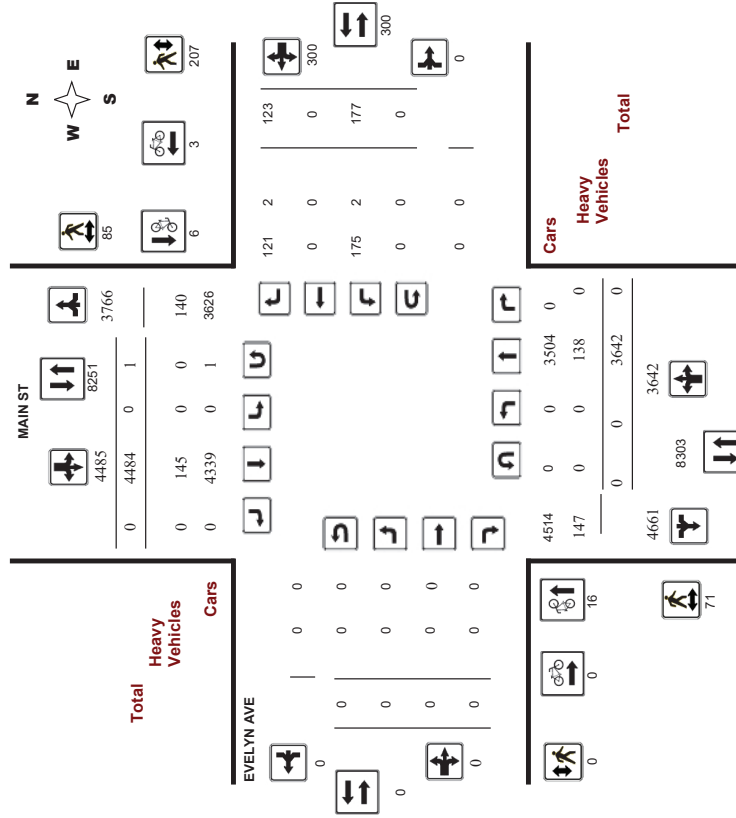 N
W E
S
85
207
6
3
MAIN ST
4485
8251
3766
0 4484 0 1
0 145 0 0 140
0 4339 0 1 3626
Total
Heavy
Vehicles
Cars
EVELYN AVE
0
0
0
0 0
0 0 0
0 0 0
0 0 0
0 0 0
121 2 123
0 0 0
175 2 177
0 0 0
0 0
300
300
0
4514 0 0 3504 0
147 0 0 138 0
0 0 3642 0
4661
8303
3642
Cars
Heavy
Vehicles
Total
0
0
16
71